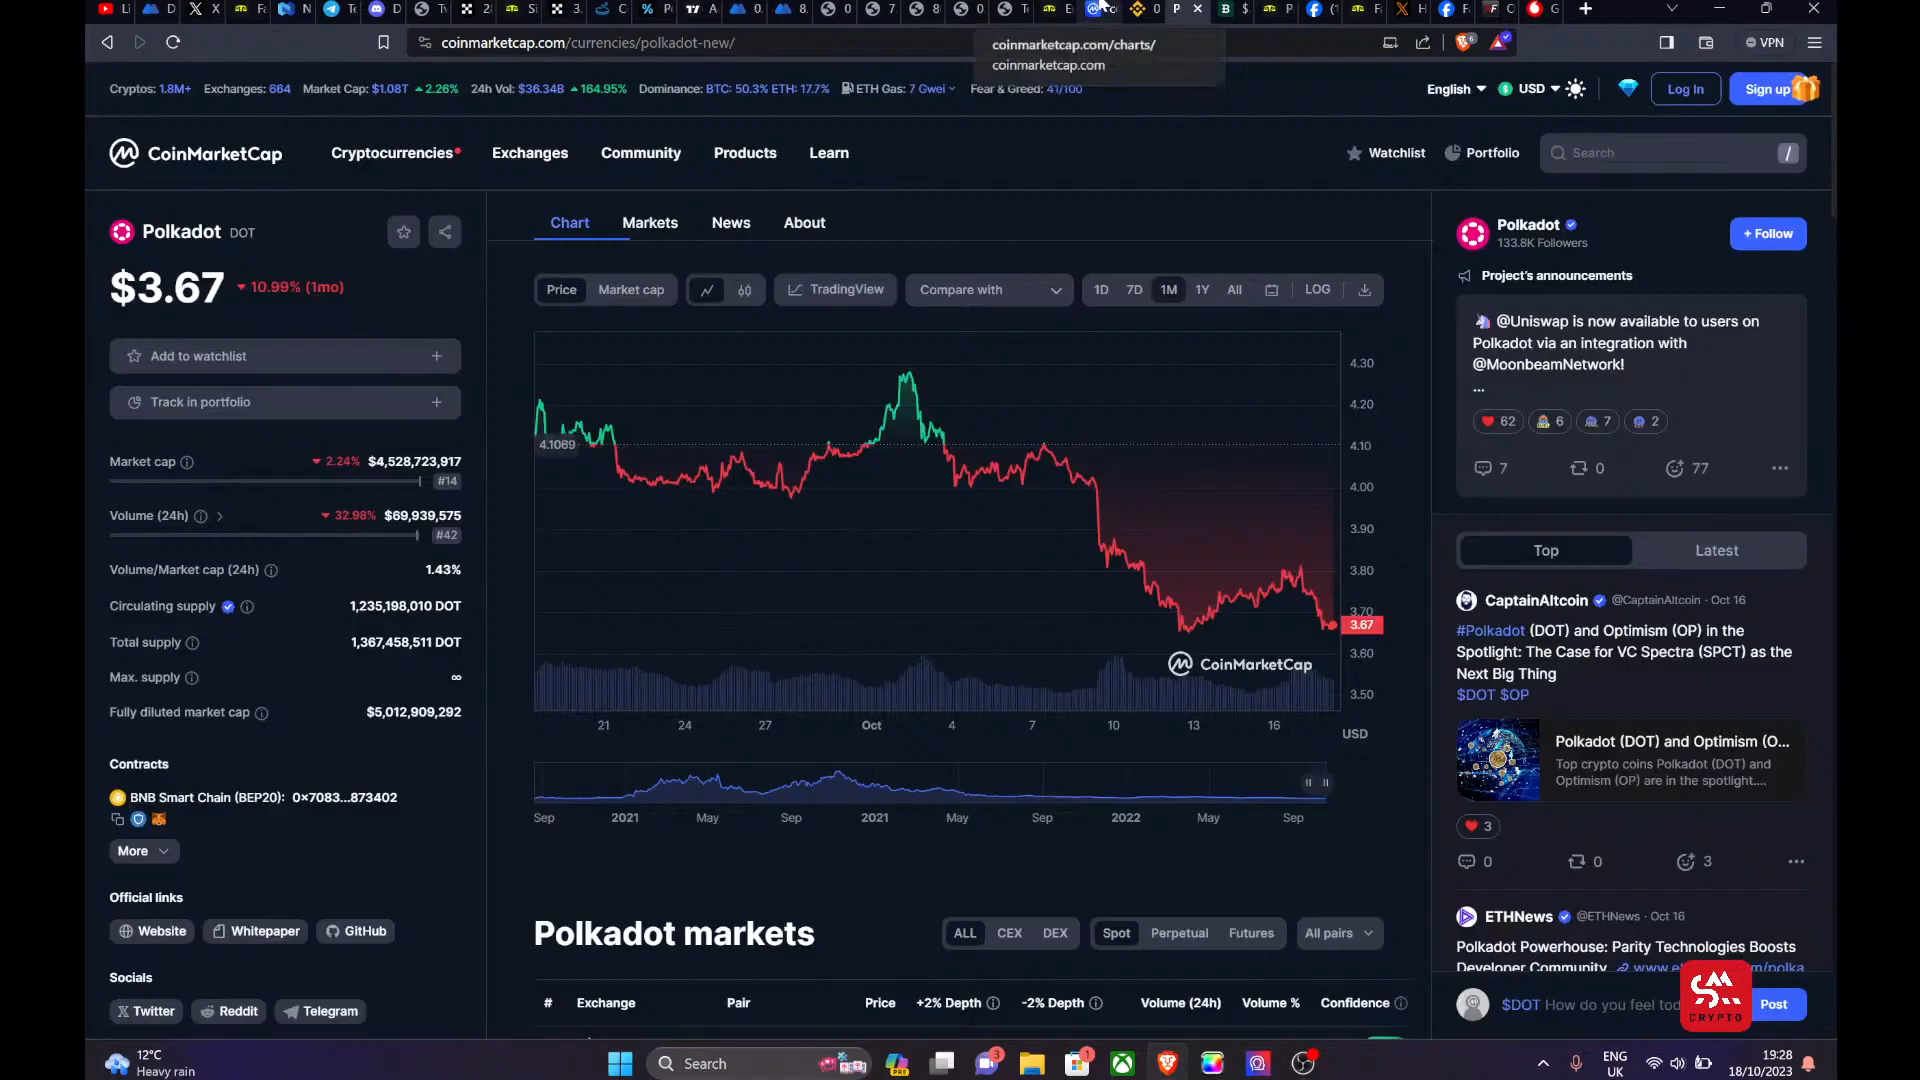 coinmarketcap.com/currencies/polkadot-new/
VPN
coinmarketcap.com/charts/
coinmarketcap.com
Cryptos: 1.8M+ Exchanges: 664 Market Cap: $1.08T 2.26% 24h Vol: $36.34B 164.95% Dominance: BTC: 50.3% ETH: 17.7% ETH Gas: 7 Gwei Fear & Greed: 41/100
English USD Log In Sign up
CoinMarketCap
Cryptocurrencies Exchanges Community Products Learn
Watchlist Portfolio Search /
Polkadot DOT
$3.67 10.99% (1mo)
Add to watchlist +
Track in portfolio +
Market cap 2.24% $4,528,723,917
#14
Volume (24h) 32.98% $69,939,575
#42
Volume/Market cap (24h) 1.43%
Circulating supply 1,235,198,010 DOT
Total supply 1,367,458,511 DOT
Max. supply ∞
Fully diluted market cap $5,012,909,292
Contracts
BNB Smart Chain (BEP20): 0x7083...873402
More
Official links
Website Whitepaper GitHub
Socials
Twitter Reddit Telegram
Chart Markets News About
Price Market cap TradingView Compare with 1D 7D 1M 1Y All LOG
4.30
4.20
4.10
4.00
3.90
3.80
3.70
3.67
3.60
3.50
4.1069
CoinMarketCap
21 24 27 Oct 4 7 10 13 16
USD
Sep 2021 May Sep 2021 May Sep 2022 May Sep
Polkadot markets
ALL CEX DEX Spot Perpetual Futures All pairs
# Exchange Pair Price +2% Depth -2% Depth Volume (24h) Volume % Confidence
Polkadot
133.8K Followers
+ Follow
Project's announcements
@Uniswap is now available to users on
Polkadot via an integration with
@MoonbeamNetwork!
...
62 6 7 2
7 0 77
Top Latest
CaptainAltcoin @CaptainAltcoin · Oct 16
#Polkadot (DOT) and Optimism (OP) in the
Spotlight: The Case for VC Spectra (SPCT) as the
Next Big Thing
$DOT $OP
Polkadot (DOT) and Optimism (O...
Top crypto coins Polkadot (DOT) and
Optimism (OP) are in the spotlight....
3
0 0 3
ETHNews @ETHNews · Oct 16
Polkadot Powerhouse: Parity Technologies Boosts
Developer Community
$DOT How do you feel tod
Post
SM
CRYPTO
12°C
Heavy rain
Search
ENG
UK
19:28
18/10/2023